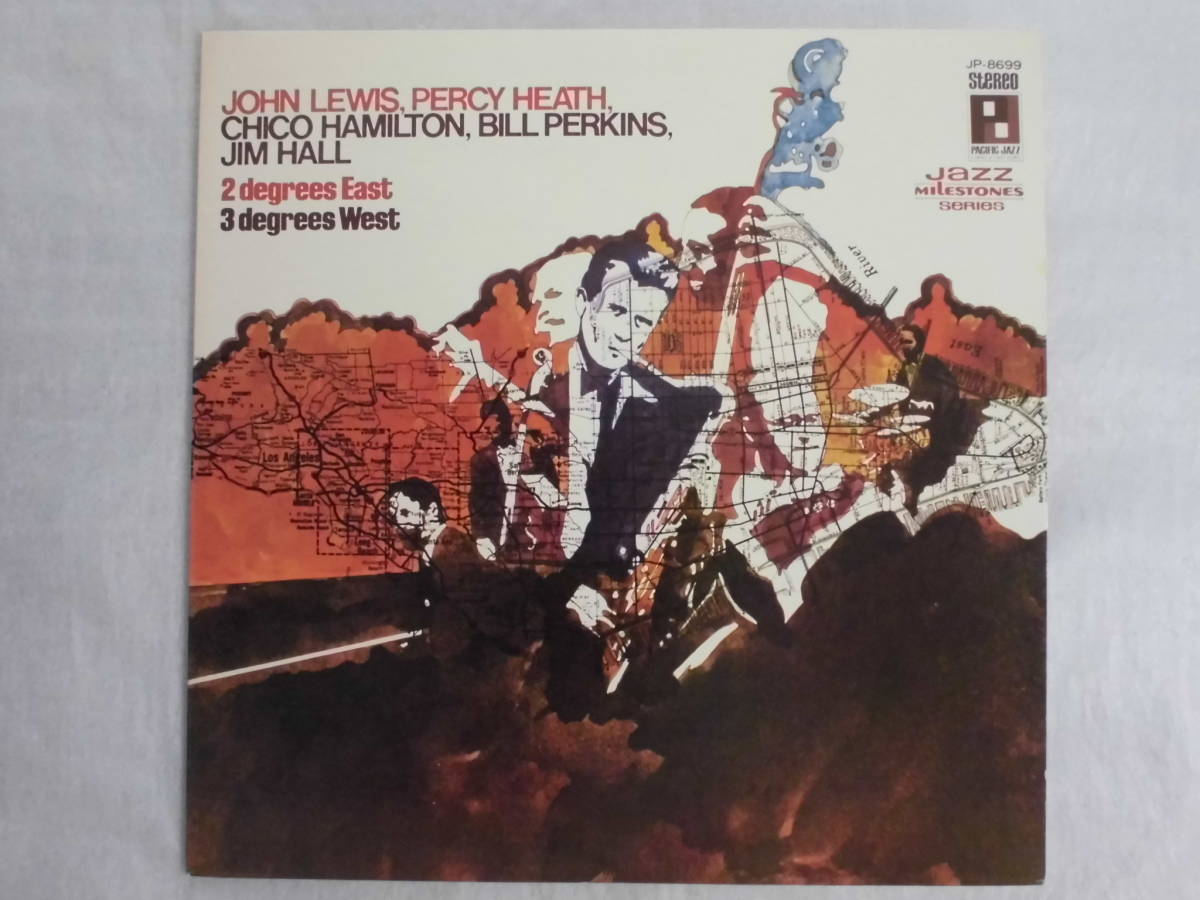 JOHN LEWIS, PERCY HEATH,
CHICO HAMILTON, BILL PERKINS,
JIM HALL
2 degrees East
3 degrees West
JP-8699
Stereo
PACIFIC JAZZ
Jazz
MILESTONES
SERIES
River
East
Los Angeles